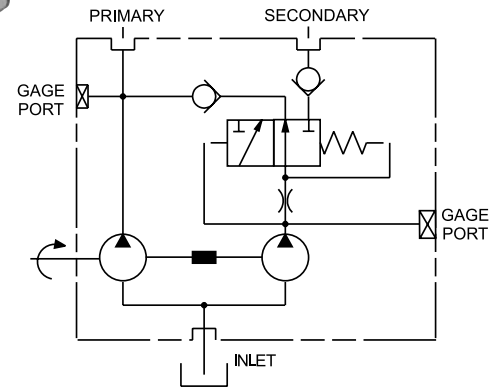 PRIMARY
SECONDARY
GAGE
PORT
GAGE
PORT
INLET